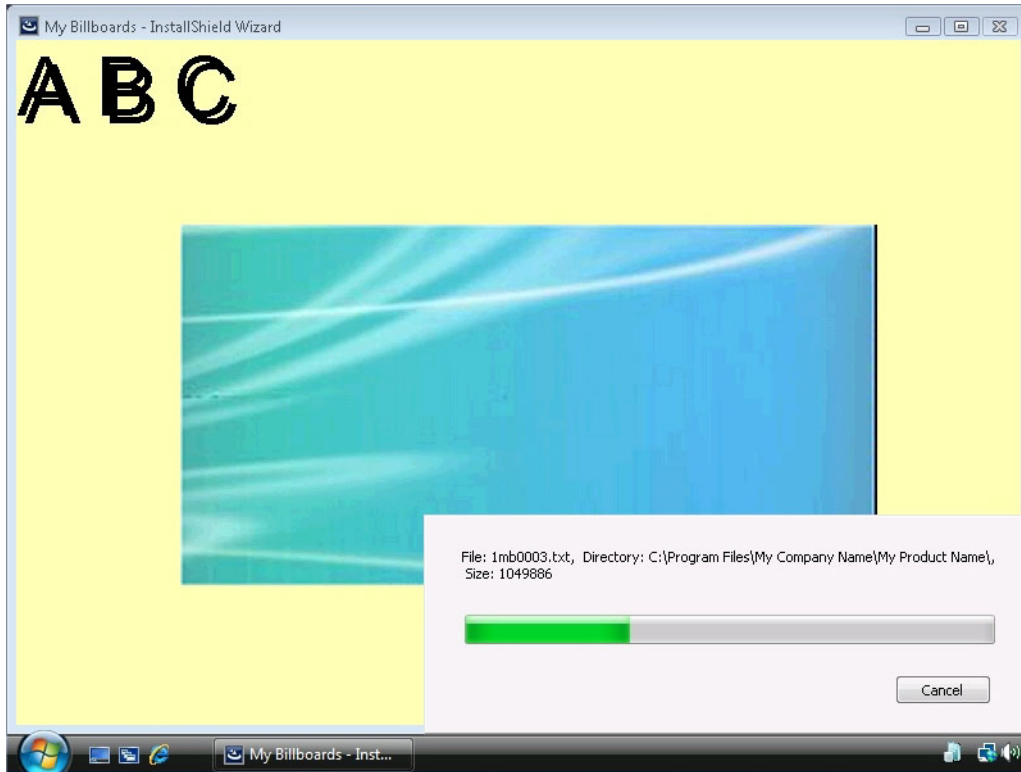 My Billboards - InstallShield Wizard
A B C
File: 1mb0003.txt, Directory: C:\Program Files\My Company Name\My Product Name\,
Size: 1049886
Cancel
My Billboards - Inst...